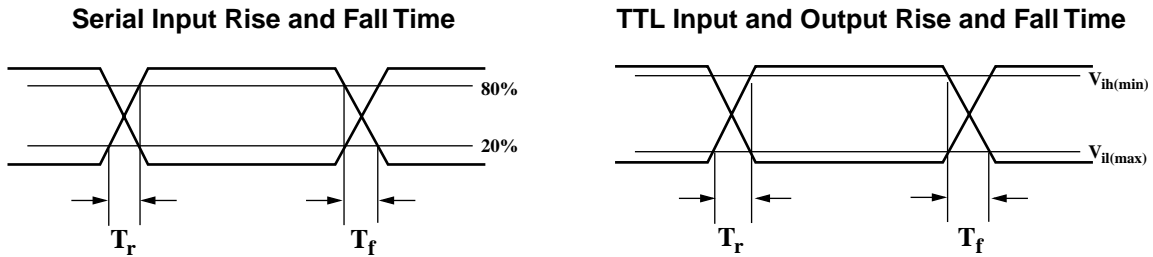 Serial Input Rise and Fall Time
80%
20%
Tr
Tf
TTL Input and Output Rise and Fall Time
Vih(min)
Vil(max)
Tr
Tf